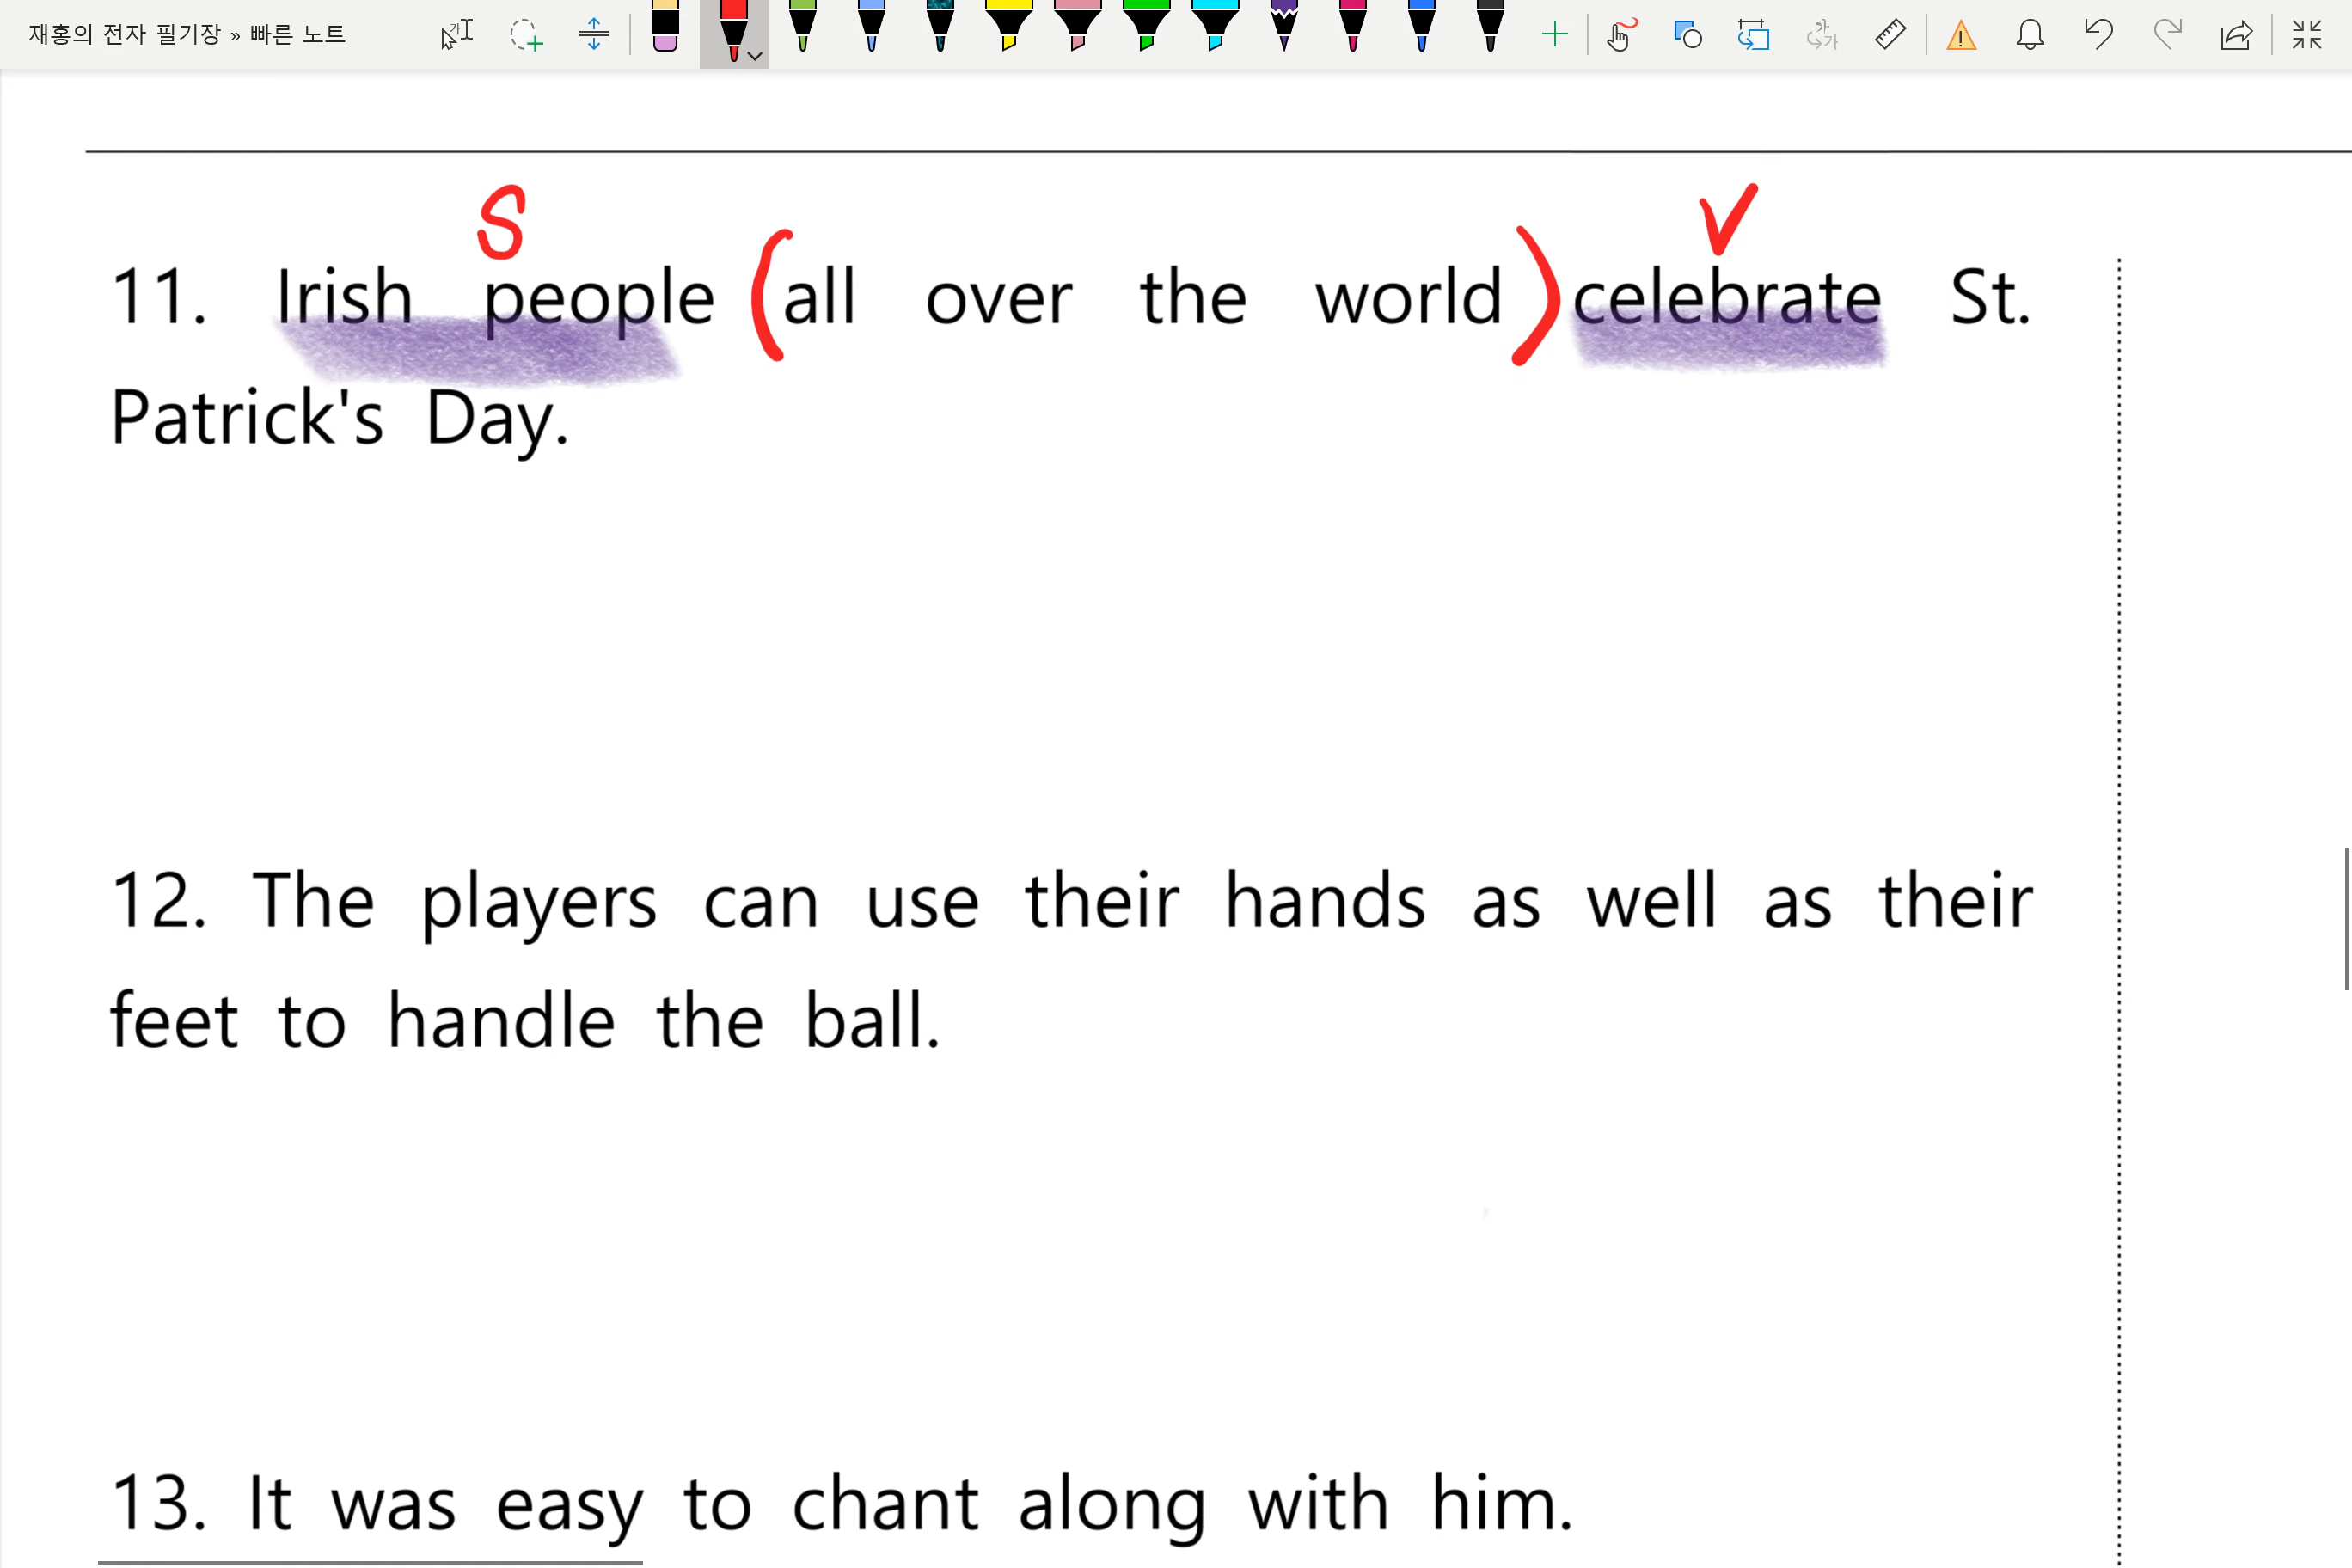 재홍의 전자 필기장 » 빠른 노트
S V
11. Irish people (all over the world) celebrate St.
Patrick's Day.
12. The players can use their hands as well as their
feet to handle the ball.
13. It was easy to chant along with him.